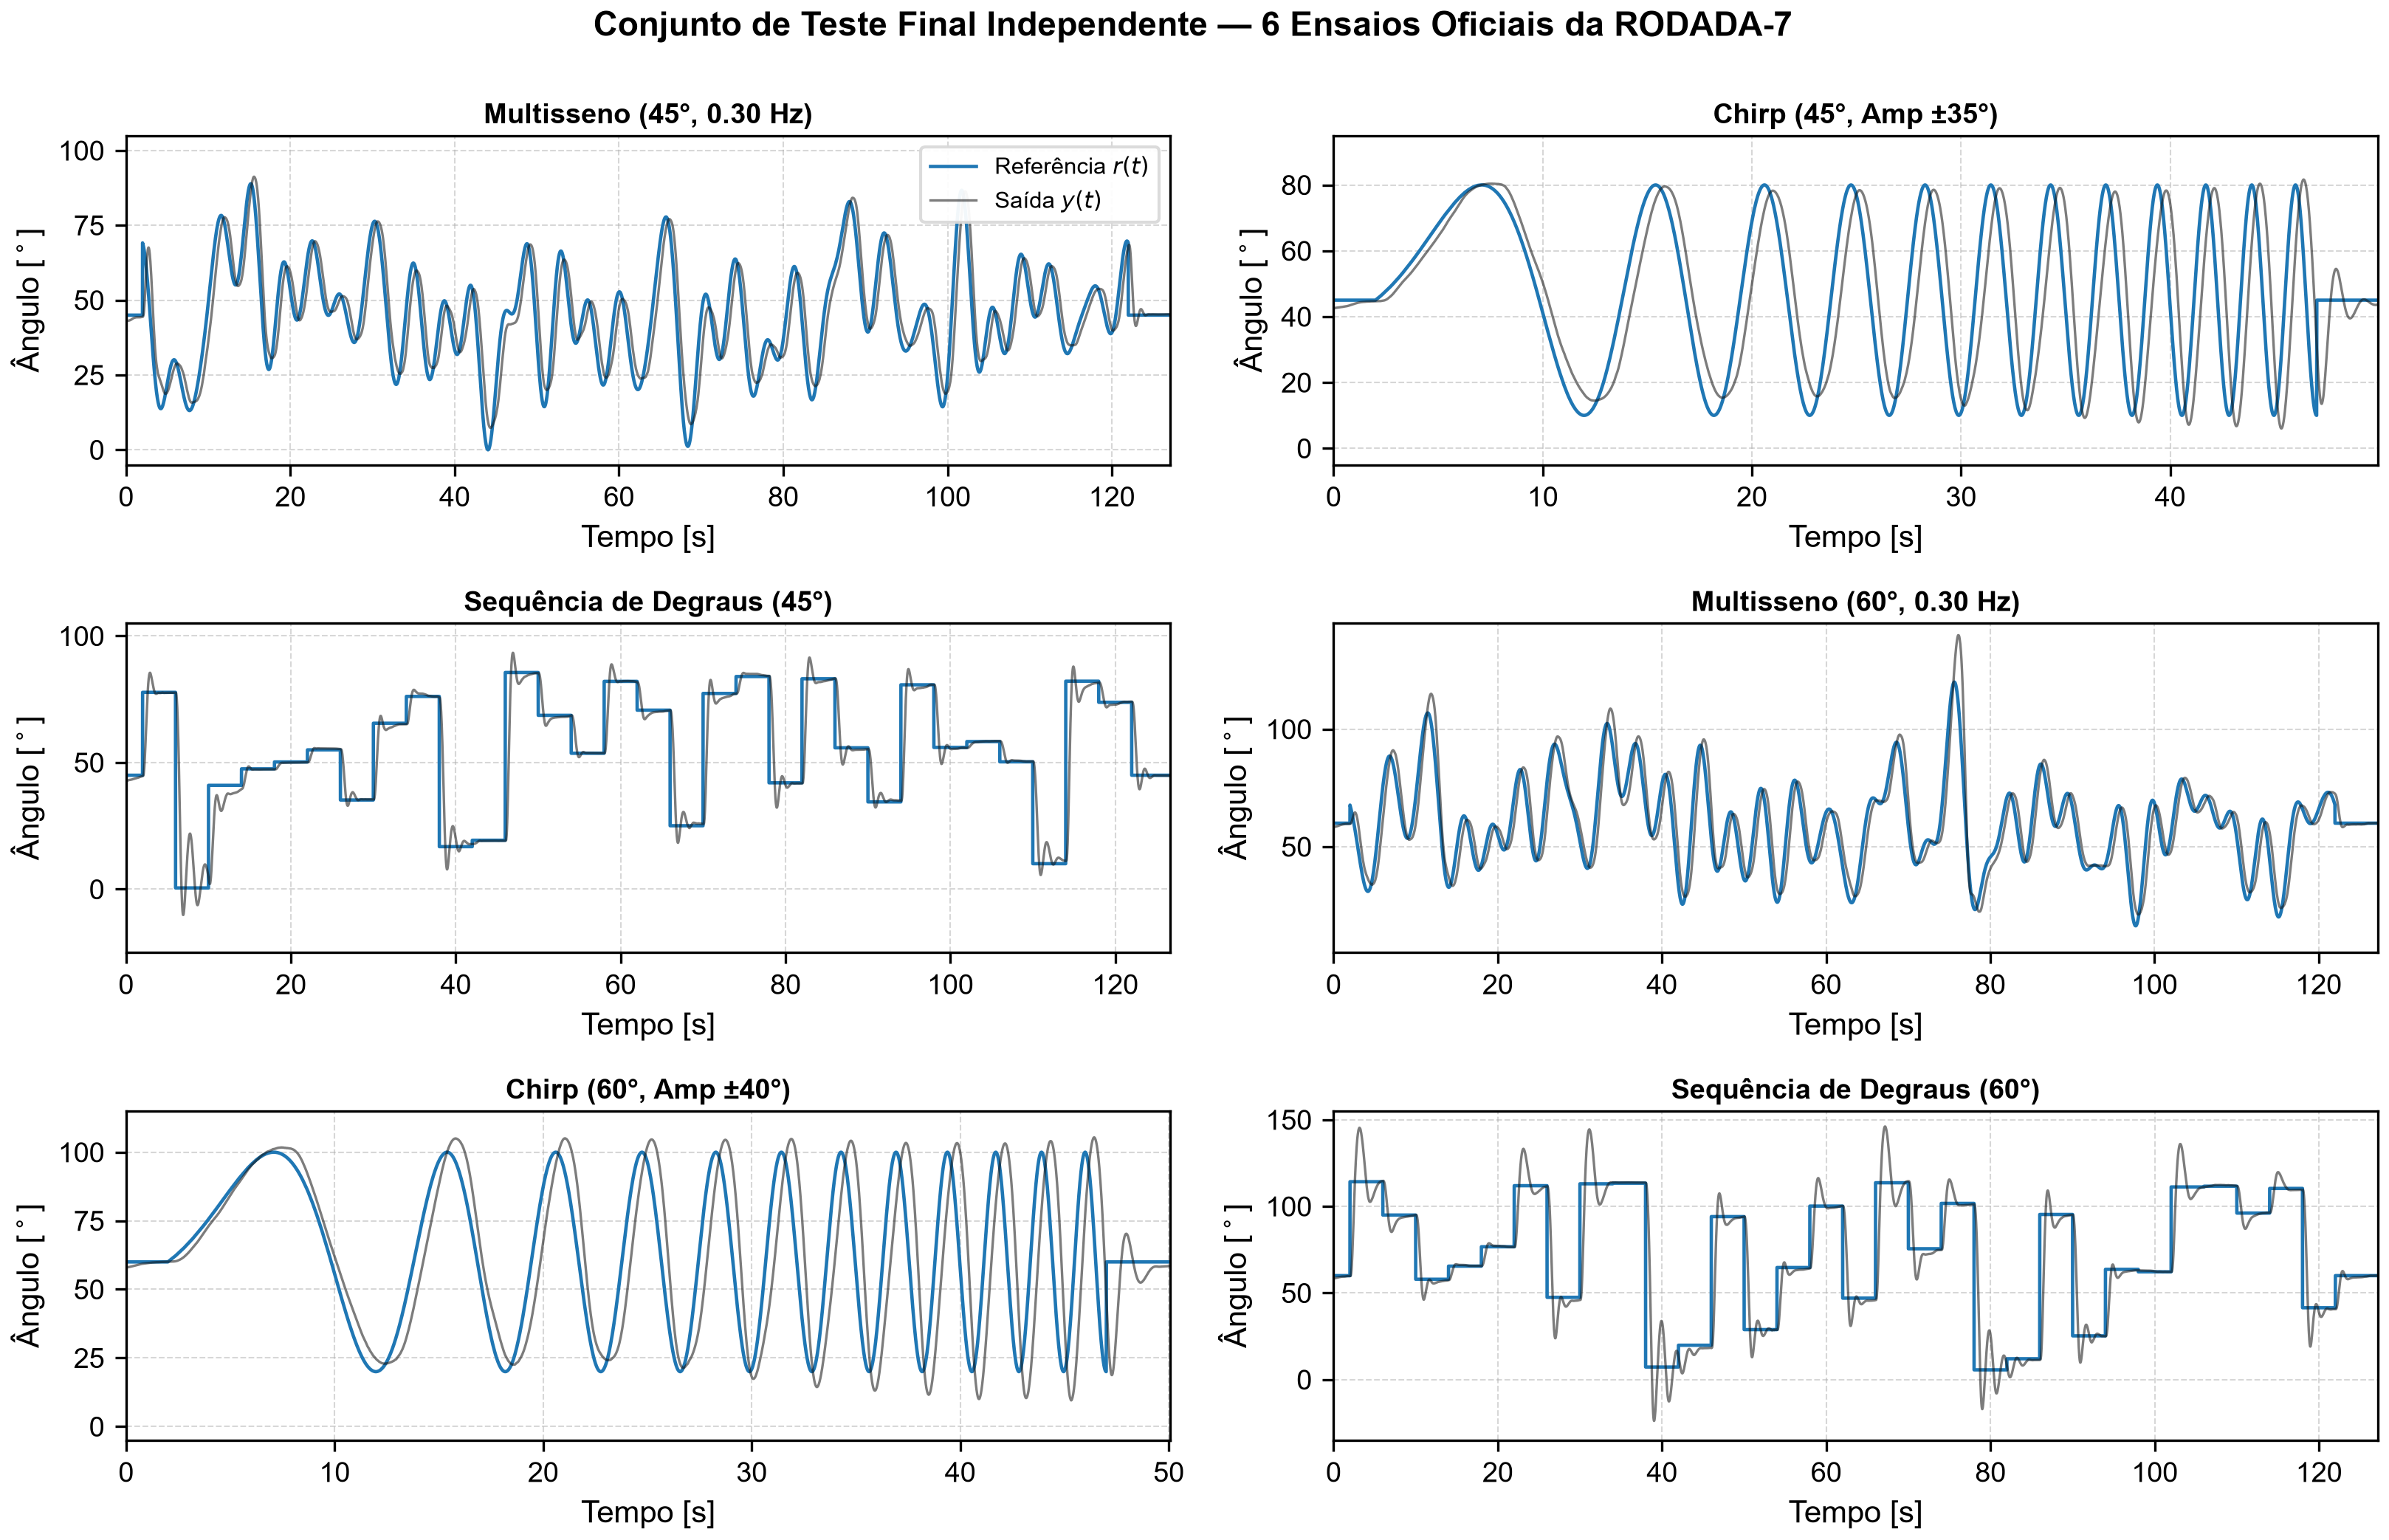 Conjunto de Teste Final Independente — 6 Ensaios Oficiais da RODADA-7
Multisseno (45°, 0.30 Hz)
Referência r(t)
Saída y(t)
Ângulo [°]
100
75
50
25
0
0 20 40 60 80 100 120
Tempo [s]
Chirp (45°, Amp ±35°)
Ângulo [°]
80
60
40
20
0
0 10 20 30 40
Tempo [s]
Sequência de Degraus (45°)
Ângulo [°]
100
50
0
0 20 40 60 80 100 120
Tempo [s]
Multisseno (60°, 0.30 Hz)
Ângulo [°]
100
50
0 20 40 60 80 100 120
Tempo [s]
Chirp (60°, Amp ±40°)
Ângulo [°]
100
75
50
25
0
0 10 20 30 40 50
Tempo [s]
Sequência de Degraus (60°)
Ângulo [°]
150
100
50
0
0 20 40 60 80 100 120
Tempo [s]